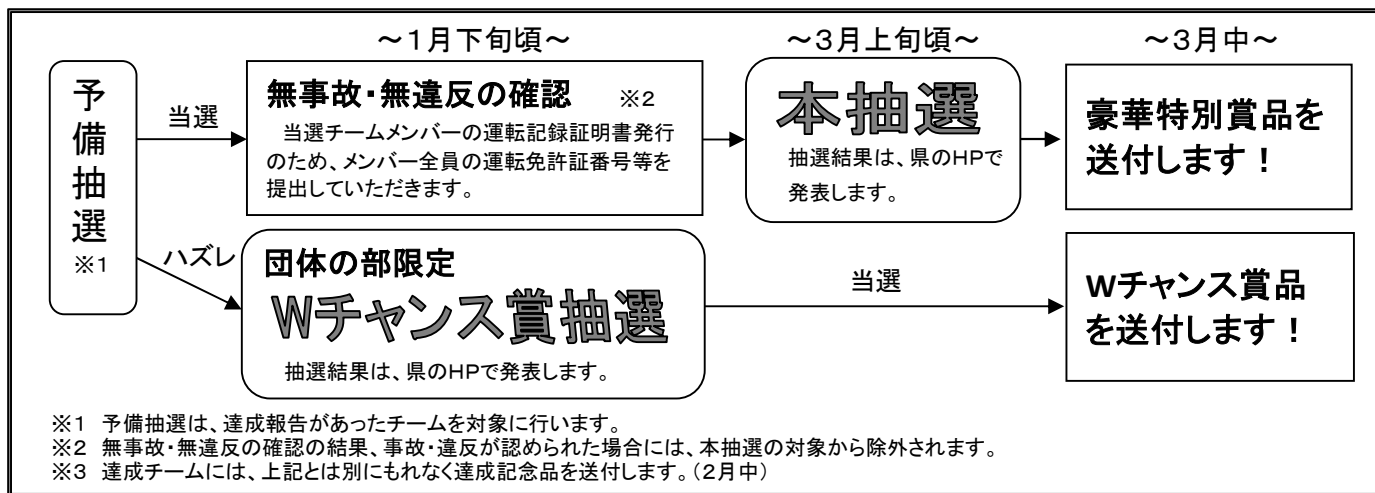 ～1月下旬頃～
～3月上旬頃～
～3月中～
予備抽選
※1
当選
無事故・無違反の確認 ※2
当選チームメンバーの運転記録証明書発行
のため、メンバー全員の運転免許証番号等を
提出していただきます。
本抽選
抽選結果は、県のHPで
発表します。
豪華特別賞品を
送付します！
ハズレ
団体の部限定
Wチャンス賞抽選
抽選結果は、県のHPで発表します。
当選
Wチャンス賞品
を送付します！
※1 予備抽選は、達成報告があったチームを対象に行います。
※2 無事故・無違反の確認の結果、事故・違反が認められた場合には、本抽選の対象から除外されます。
※3 達成チームには、上記とは別にもれなく達成記念品を送付します。（2月中）